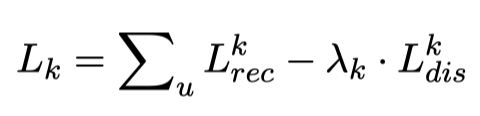 L_k = \sum_u L_{rec}^k - \lambda_k \cdot L_{dis}^k